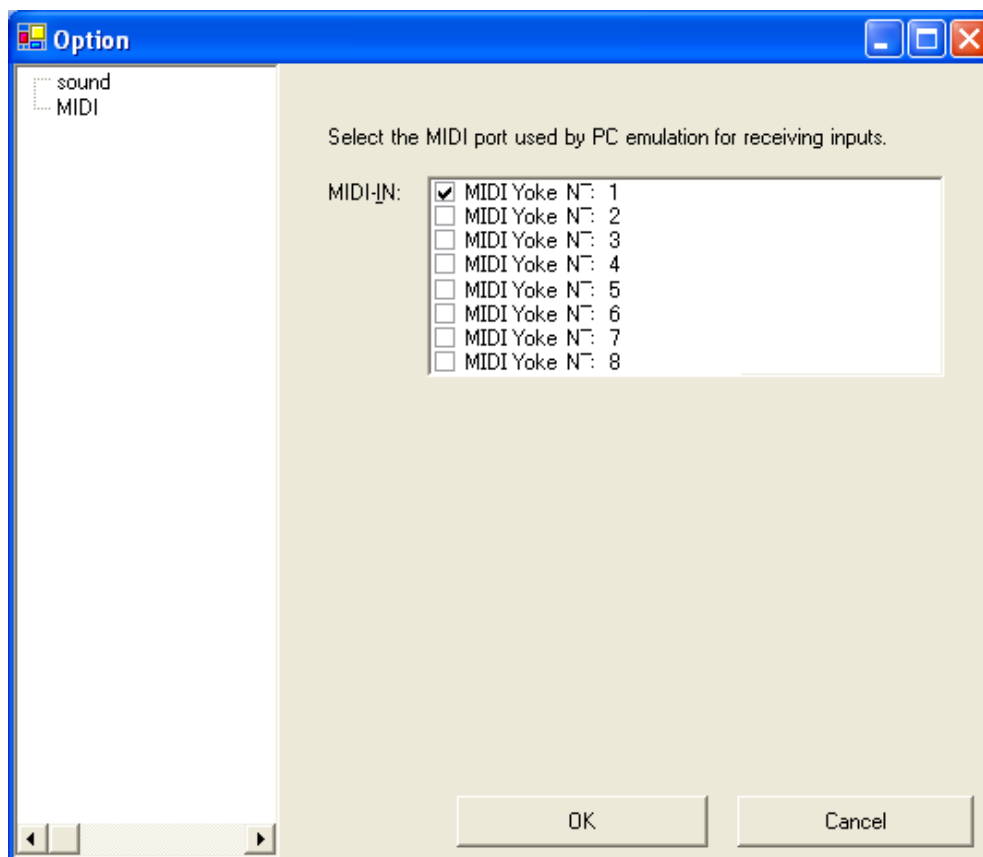 Option
sound
MIDI
Select the MIDI port used by PC emulation for receiving inputs.
MIDI-IN:
MIDI Yoke N‾: 1
MIDI Yoke N‾: 2
MIDI Yoke N‾: 3
MIDI Yoke N‾: 4
MIDI Yoke N‾: 5
MIDI Yoke N‾: 6
MIDI Yoke N‾: 7
MIDI Yoke N‾: 8
OK
Cancel